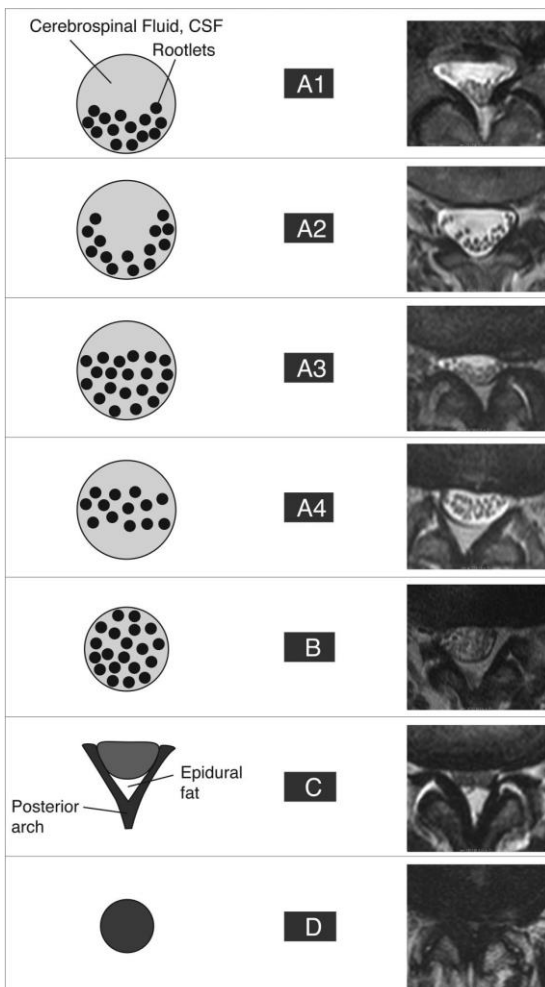 Cerebrospinal Fluid, CSF
Rootlets
A1
A2
A3
A4
B
Epidural
fat
C
Posterior
arch
D